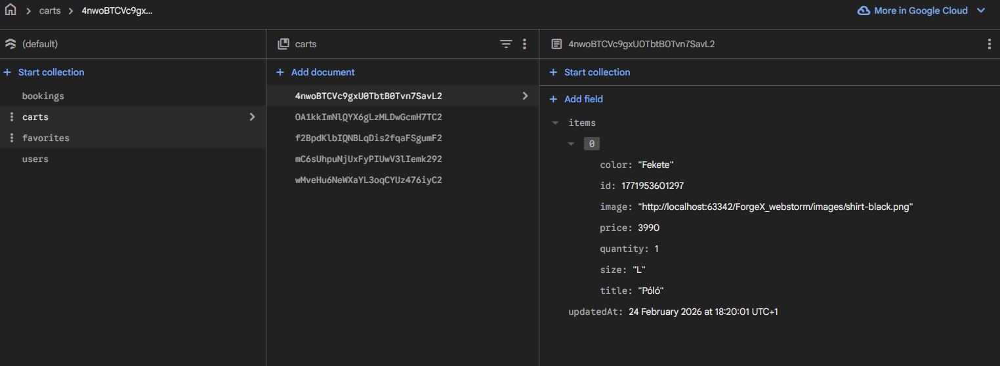 carts
4nwoBTCVc9gx...
More in Google Cloud
(default)
Start collection
bookings
carts
favorites
users
carts
Add document
4nwoBTCVc9gxU0TbtB0Tvn7SavL2
OA1kkImNlQYX6gLzMLDwGcmH7TC2
f2BpdKlbIQNBLqDis2fqaFSgumF2
mC6sUhpuNjUxFyPIUwV3lIemk292
wMveHu6NeWXaYL3oqCYUz476iyC2
4nwoBTCVc9gxU0TbtB0Tvn7SavL2
Start collection
Add field
items
0
color: "Fekete"
id: 1771953601297
image: "http://localhost:63342/ForgeX_webstorm/images/shirt-black.png"
price: 3990
quantity: 1
size: "L"
title: "Póló"
updatedAt: 24 February 2026 at 18:20:01 UTC+1